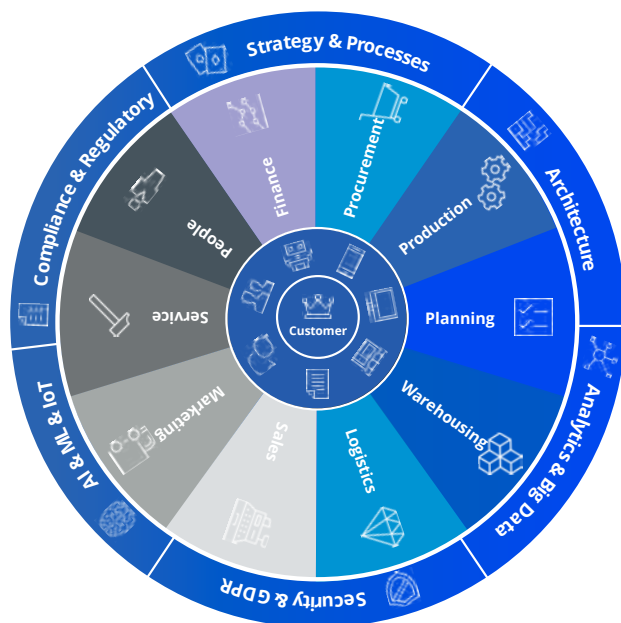 Strategy & Processes
Architecture
Analytics & Big Data
Security & GDPR
AI & ML & IoT
Compliance & Regulatory
Finance
Procurement
Production
Planning
Warehousing
Logistics
Sales
Marketing
Service
People
Customer